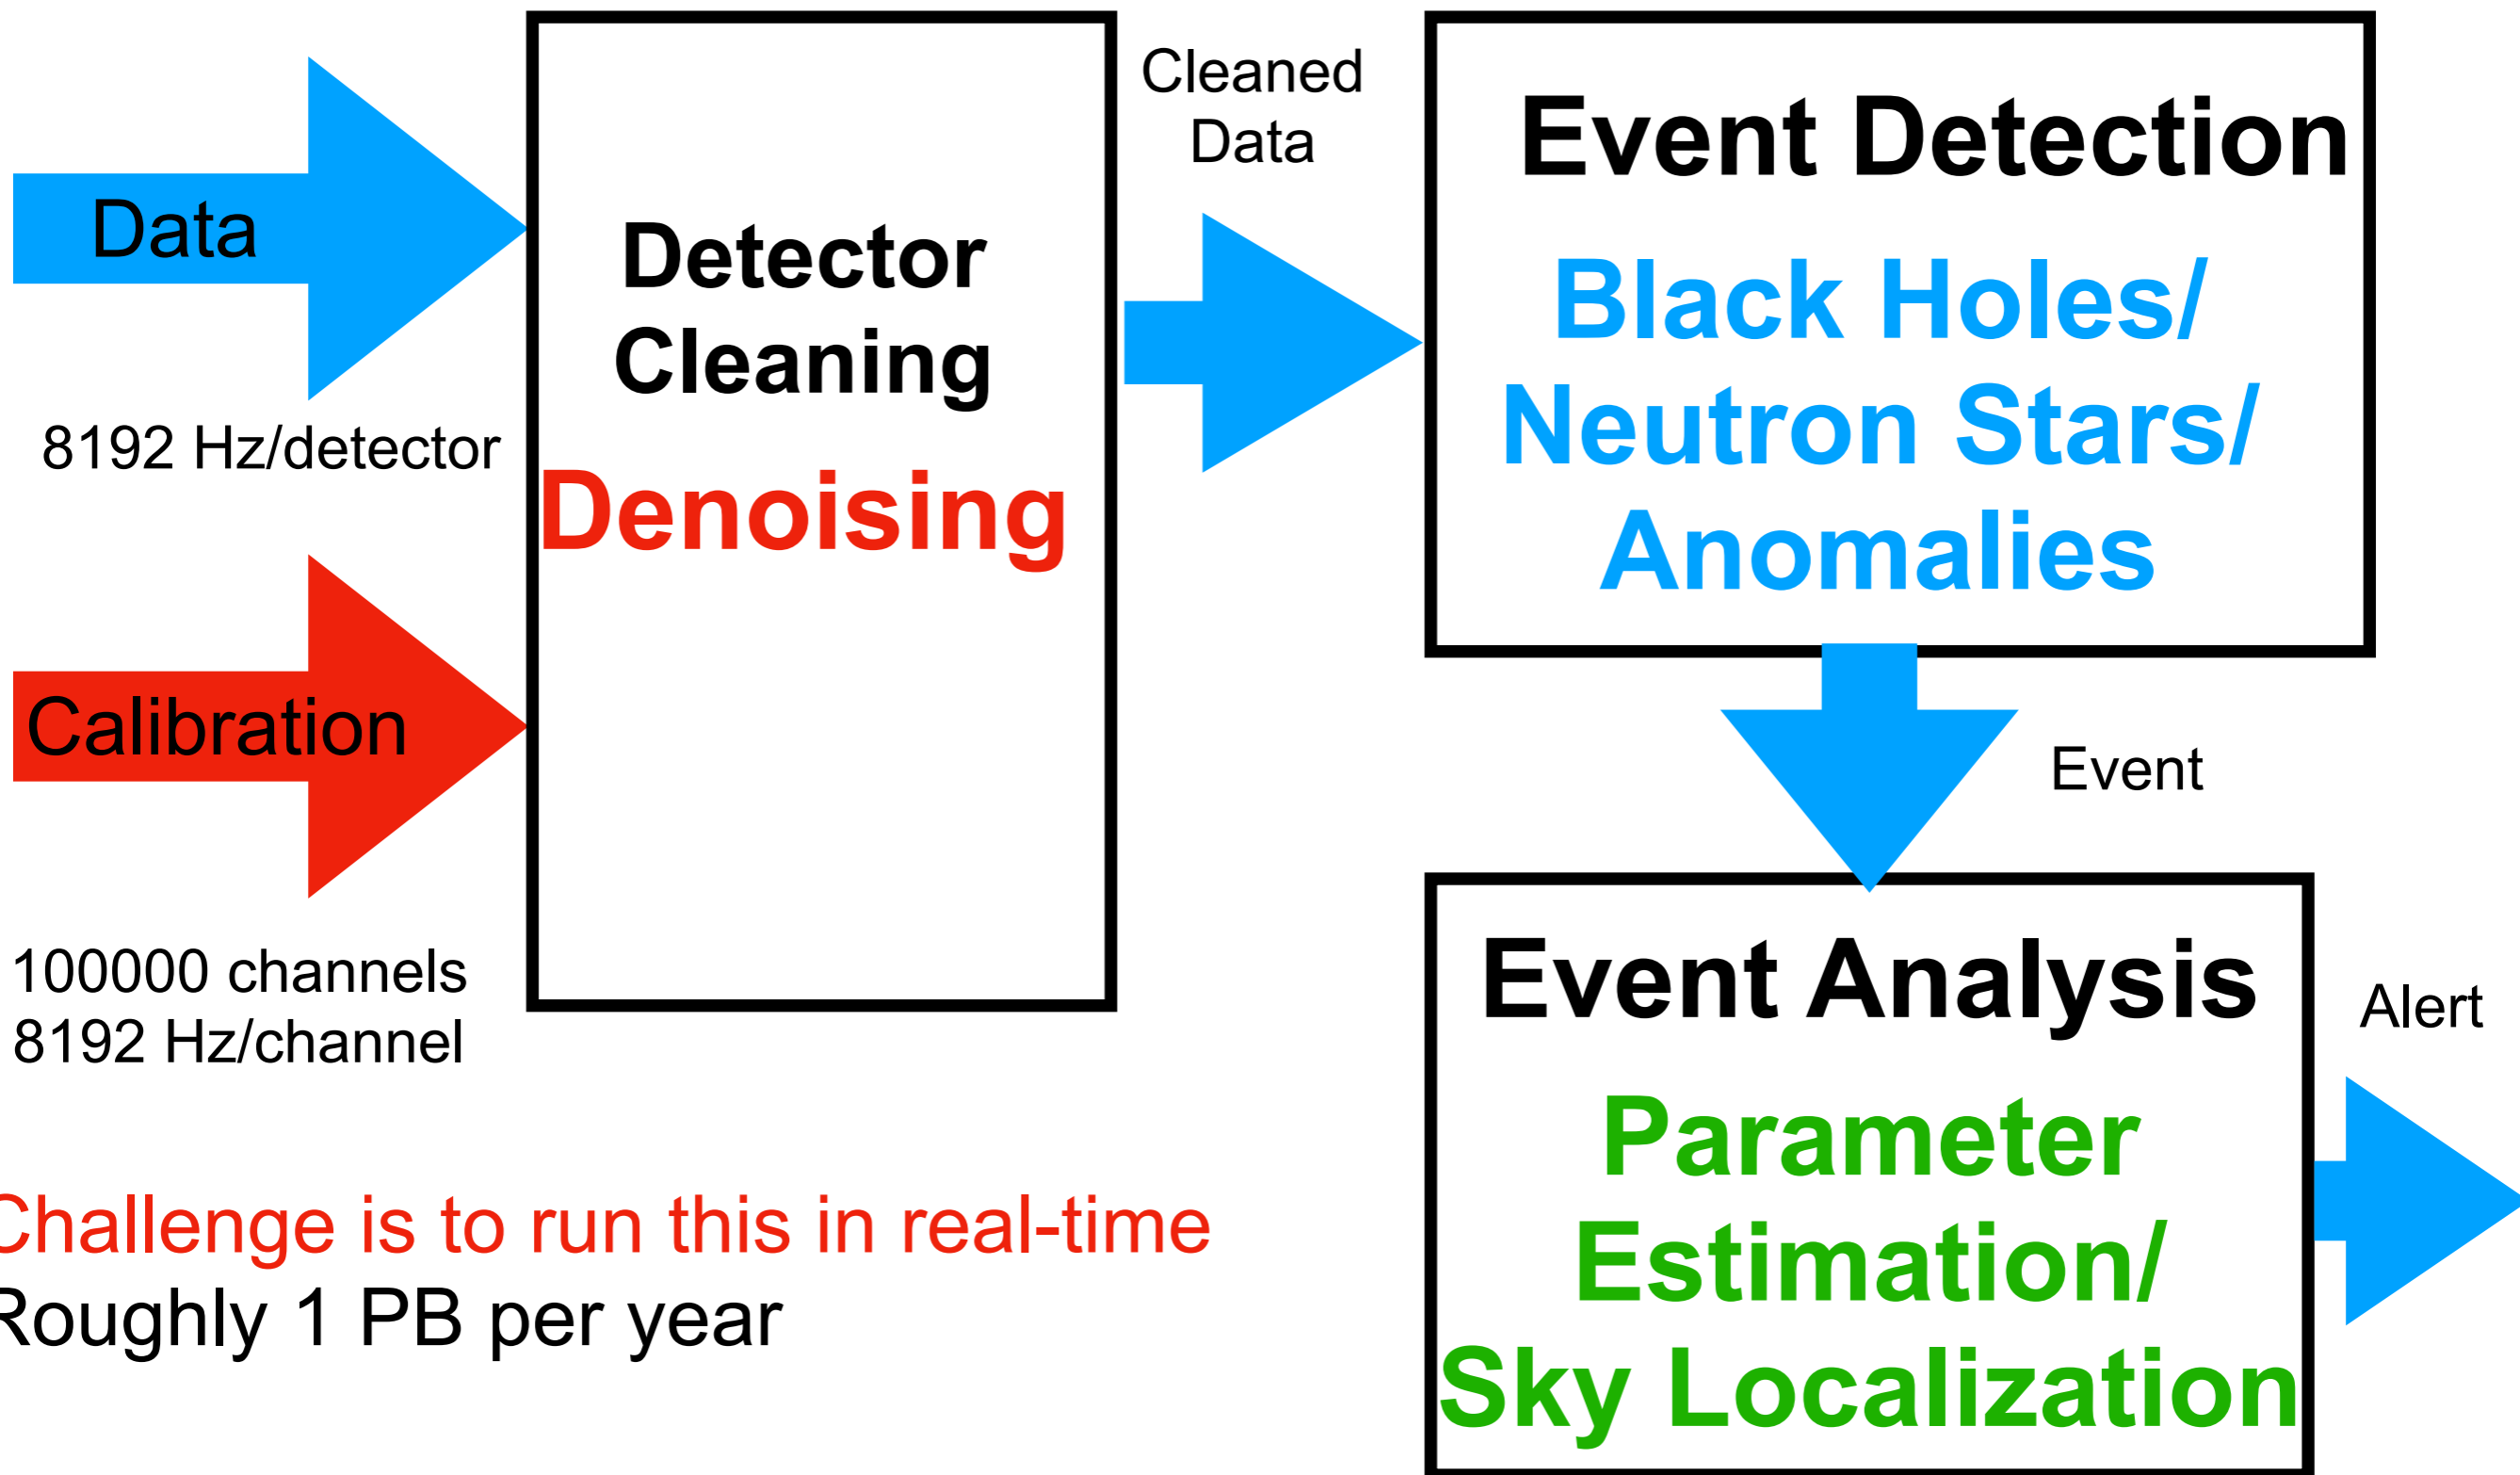 Data
8192 Hz/detector
Calibration
100000 channels
8192 Hz/channel
Detector
Cleaning
Denoising
Cleaned
Data
Event Detection
Black Holes/
Neutron Stars/
Anomalies
Event
Event Analysis
Parameter
Estimation/
Sky Localization
Alert
Challenge is to run this in real-time
Roughly 1 PB per year